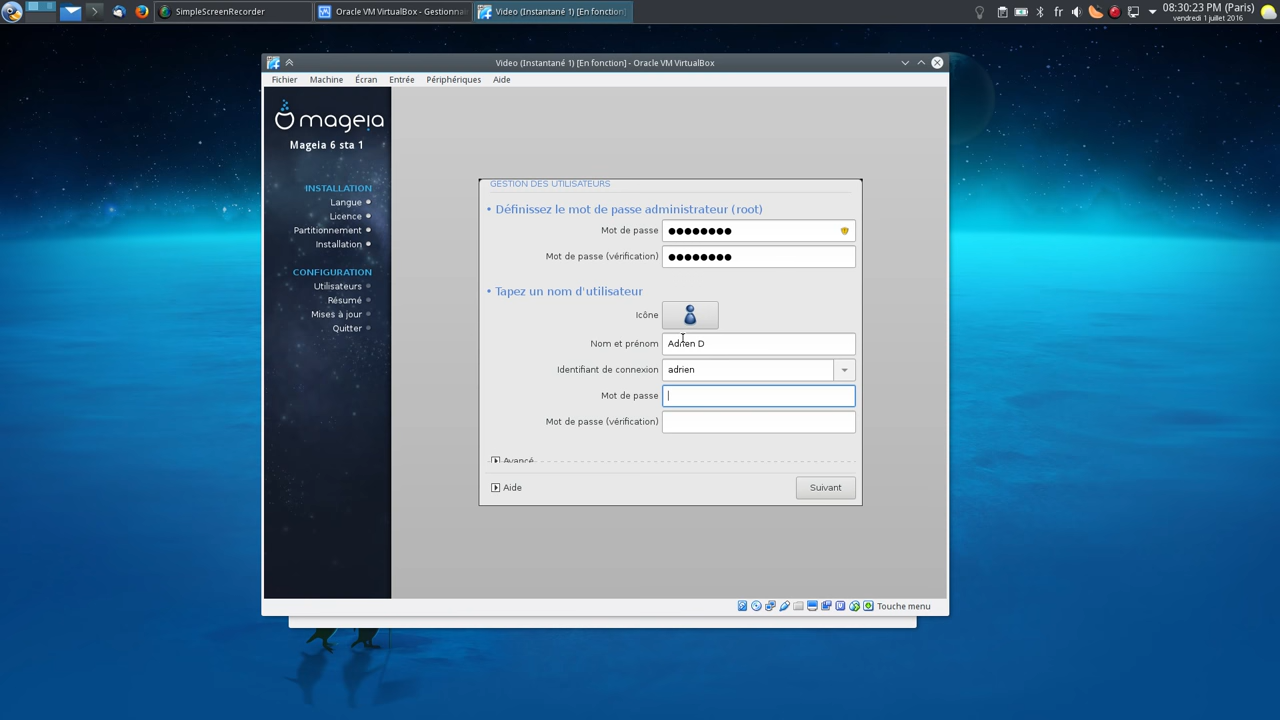 SimpleScreenRecorder
Oracle VM VirtualBox - Gestionna
Video (Instantané 1) [En fonction]
fr
08:30:23 PM (Paris)
vendredi 1 juillet 2016
Video (Instantané 1) [En fonction] - Oracle VM VirtualBox
Fichier Machine Écran Entrée Périphériques Aide
mageia
Mageia 6 sta 1
INSTALLATION
Langue
Licence
Partitionnement
Installation
CONFIGURATION
Utilisateurs
Résumé
Mises à jour
Quitter
GESTION DES UTILISATEURS
Définissez le mot de passe administrateur (root)
Mot de passe
Mot de passe (vérification)
Tapez un nom d'utilisateur
Icône
Nom et prénom Adrien D
Identifiant de connexion adrien
Mot de passe
Mot de passe (vérification)
Avancé
Aide
Suivant
Touche menu